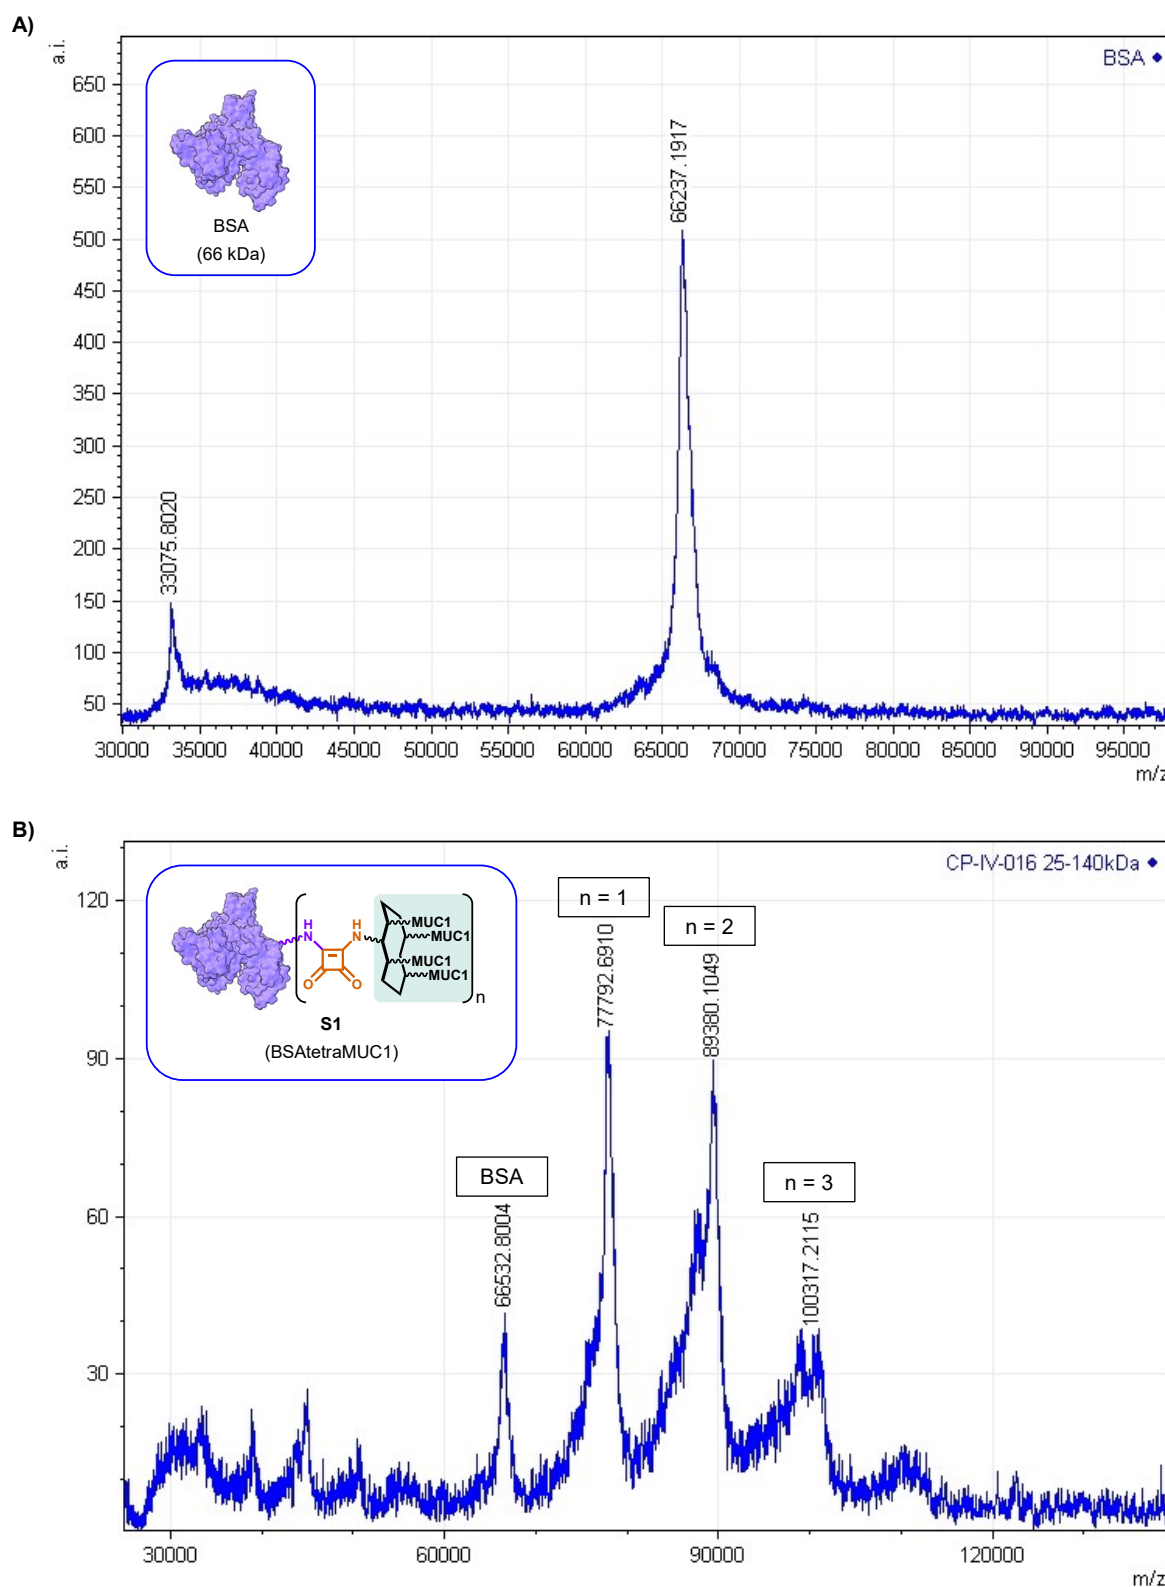 A)
a.i.
BSA
650
600
550
500
450
400
350
300
250
200
150
100
50
BSA
(66 kDa)
33075.8020
66237.1917
30000 35000 40000 45000 50000 55000 60000 65000 70000 75000 80000 85000 90000 95000
m/z
B)
a.i.
CP-IV-016 25-140kDa
120
90
60
30
H
N
H
N
O
O
MUC1
MUC1
MUC1
MUC1
n
S1
(BSAtetraMUC1)
n = 1
77792.6910
n = 2
89380.1049
BSA
66532.8004
n = 3
100317.2115
30000 60000 90000 120000
m/z